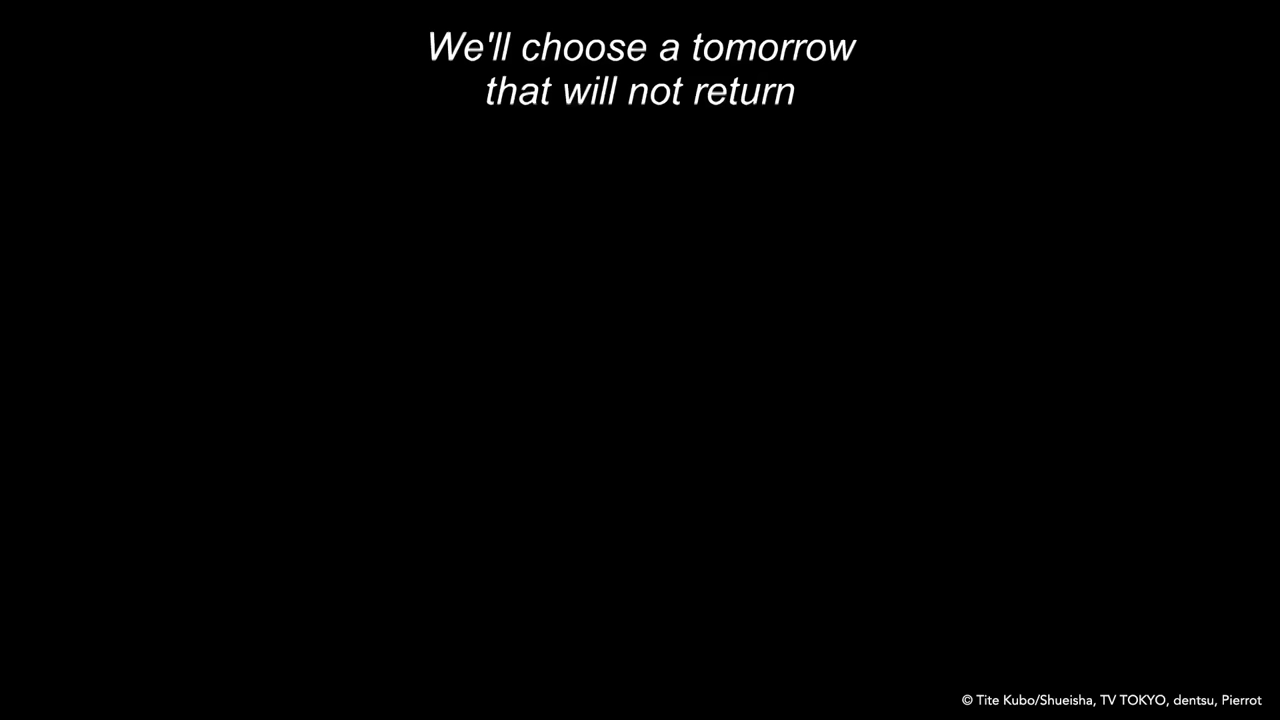 We'll choose a tomorrow
that will not return
© Tite Kubo/Shueisha, TV TOKYO, dentsu, Pierrot